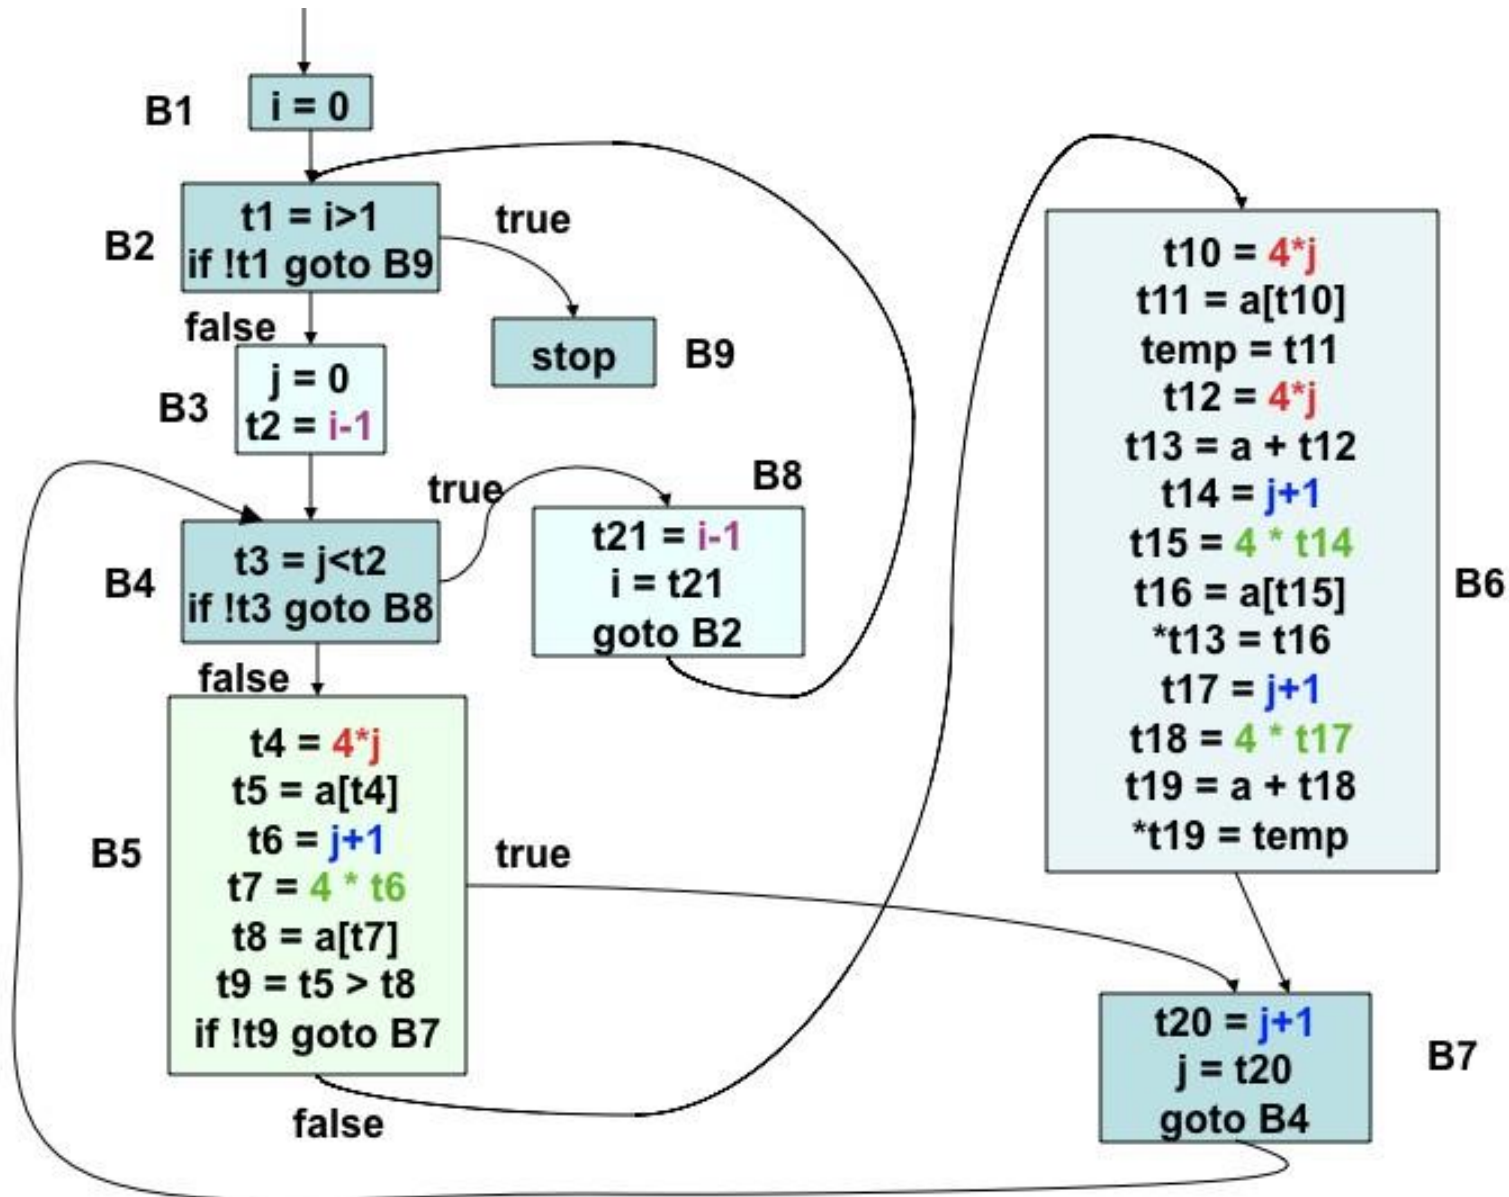 B1
i = 0
B2
t1 = i>1
if !t1 goto B9
true
false
stop
B9
B3
j = 0
t2 = i-1
B4
t3 = j<t2
if !t3 goto B8
true
false
B8
t21 = i-1
i = t21
goto B2
B5
t4 = 4*j
t5 = a[t4]
t6 = j+1
t7 = 4 * t6
t8 = a[t7]
t9 = t5 > t8
if !t9 goto B7
true
false
B6
t10 = 4*j
t11 = a[t10]
temp = t11
t12 = 4*j
t13 = a + t12
t14 = j+1
t15 = 4 * t14
t16 = a[t15]
*t13 = t16
t17 = j+1
t18 = 4 * t17
t19 = a + t18
*t19 = temp
B7
t20 = j+1
j = t20
goto B4